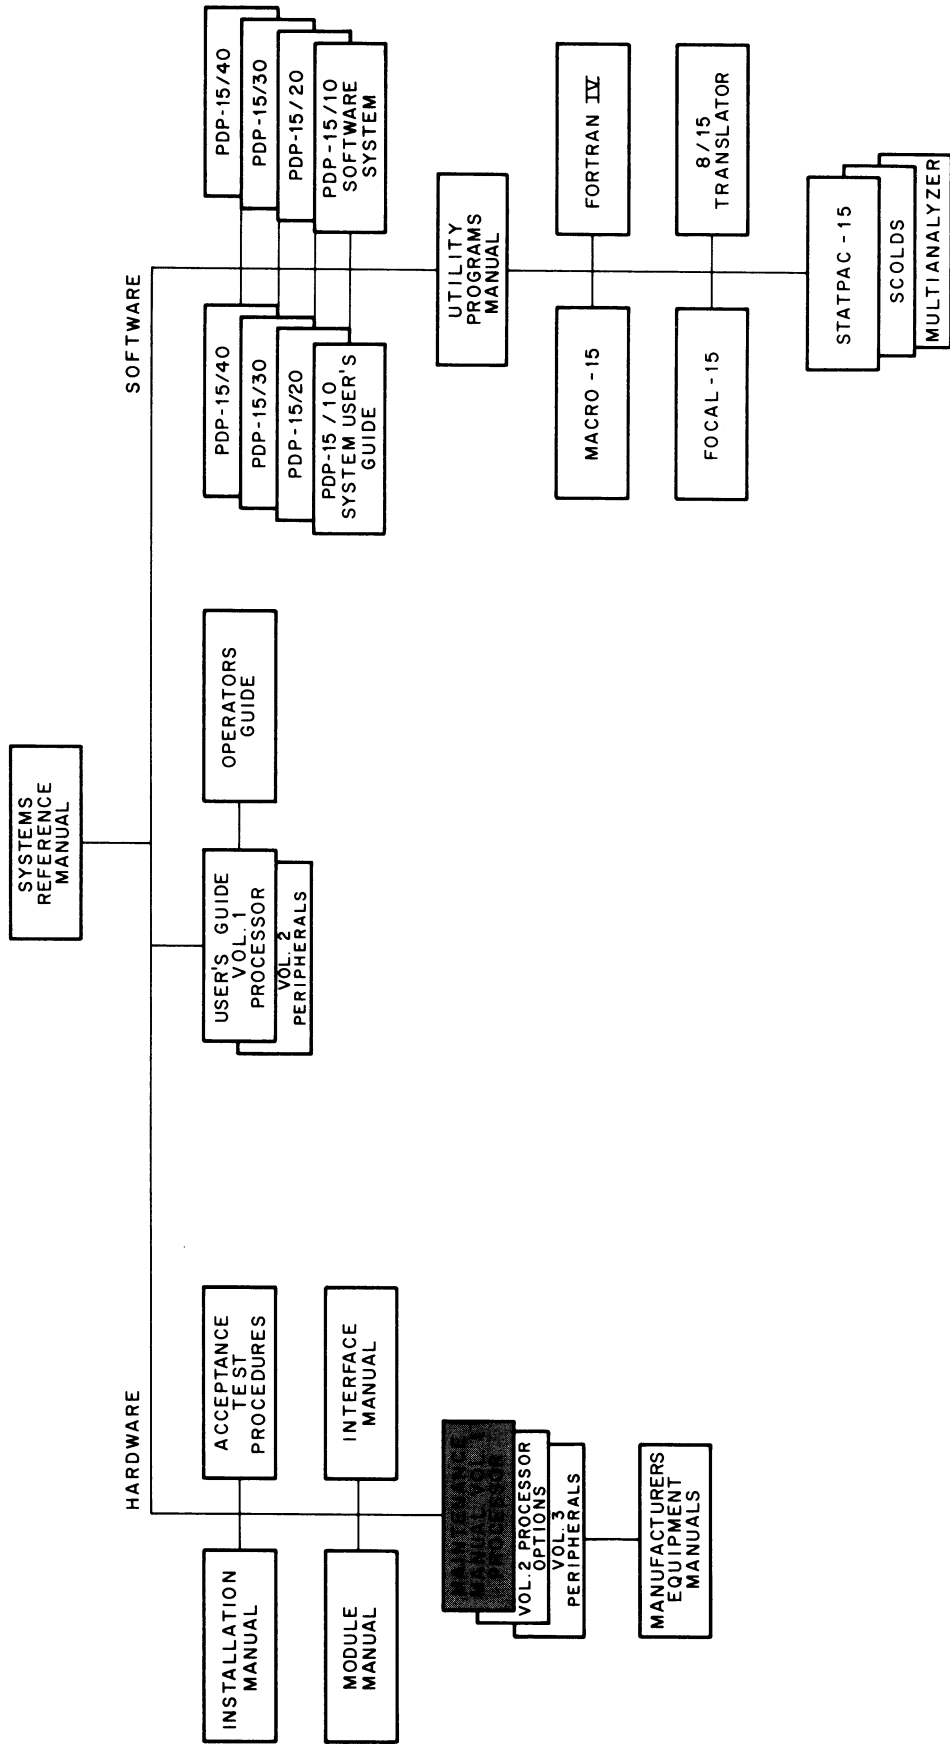 SYSTEMS
REFERENCE
MANUAL
HARDWARE
SOFTWARE
INSTALLATION
MANUAL
ACCEPTANCE
TEST
PROCEDURES
MODULE
MANUAL
INTERFACE
MANUAL
MAINTENANCE
MANUAL VOL. 1
PROCESSOR
VOL. 2 PROCESSOR
OPTIONS
VOL. 3
PERIPHERALS
MANUFACTURERS
EQUIPMENT
MANUALS
USER'S GUIDE
VOL. 1
PROCESSOR
VOL. 2
PERIPHERALS
OPERATORS
GUIDE
PDP-15/40
PDP-15/30
PDP-15/20
PDP-15/10
SYSTEM USER'S
GUIDE
PDP-15/40
PDP-15/30
PDP-15/20
PDP-15/10
SOFTWARE
SYSTEM
UTILITY
PROGRAMS
MANUAL
MACRO-15
FORTRAN IV
FOCAL-15
8/15
TRANSLATOR
STATPAC-15
SCOLDS
MULTIANALYZER